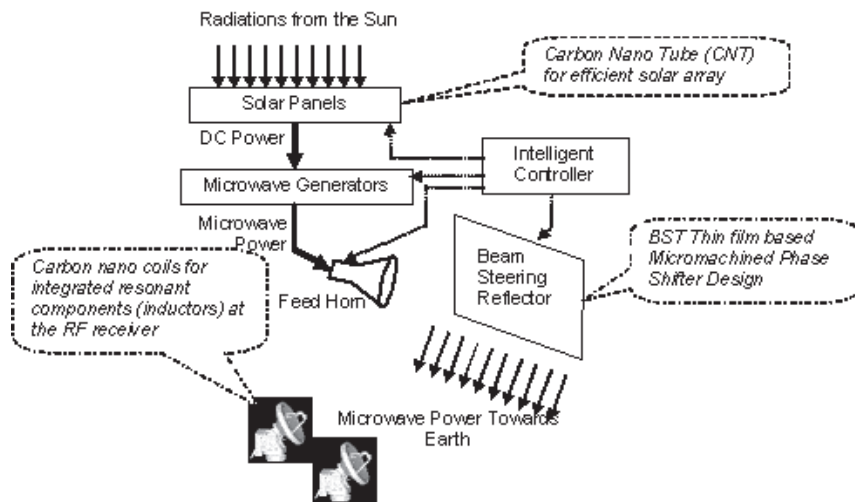 Radiations from the Sun
Carbon Nano Tube (CNT)
for efficient solar array
Solar Panels
DC Power
Intelligent
Controller
Microwave Generators
Microwave
Power
Feed Horn
Beam
Steering
Reflector
BST Thin film based
Micromachined Phase
Shifter Design
Carbon nano coils for
integrated resonant
components (inductors) at
the RF receiver
Microwave Power Towards
Earth